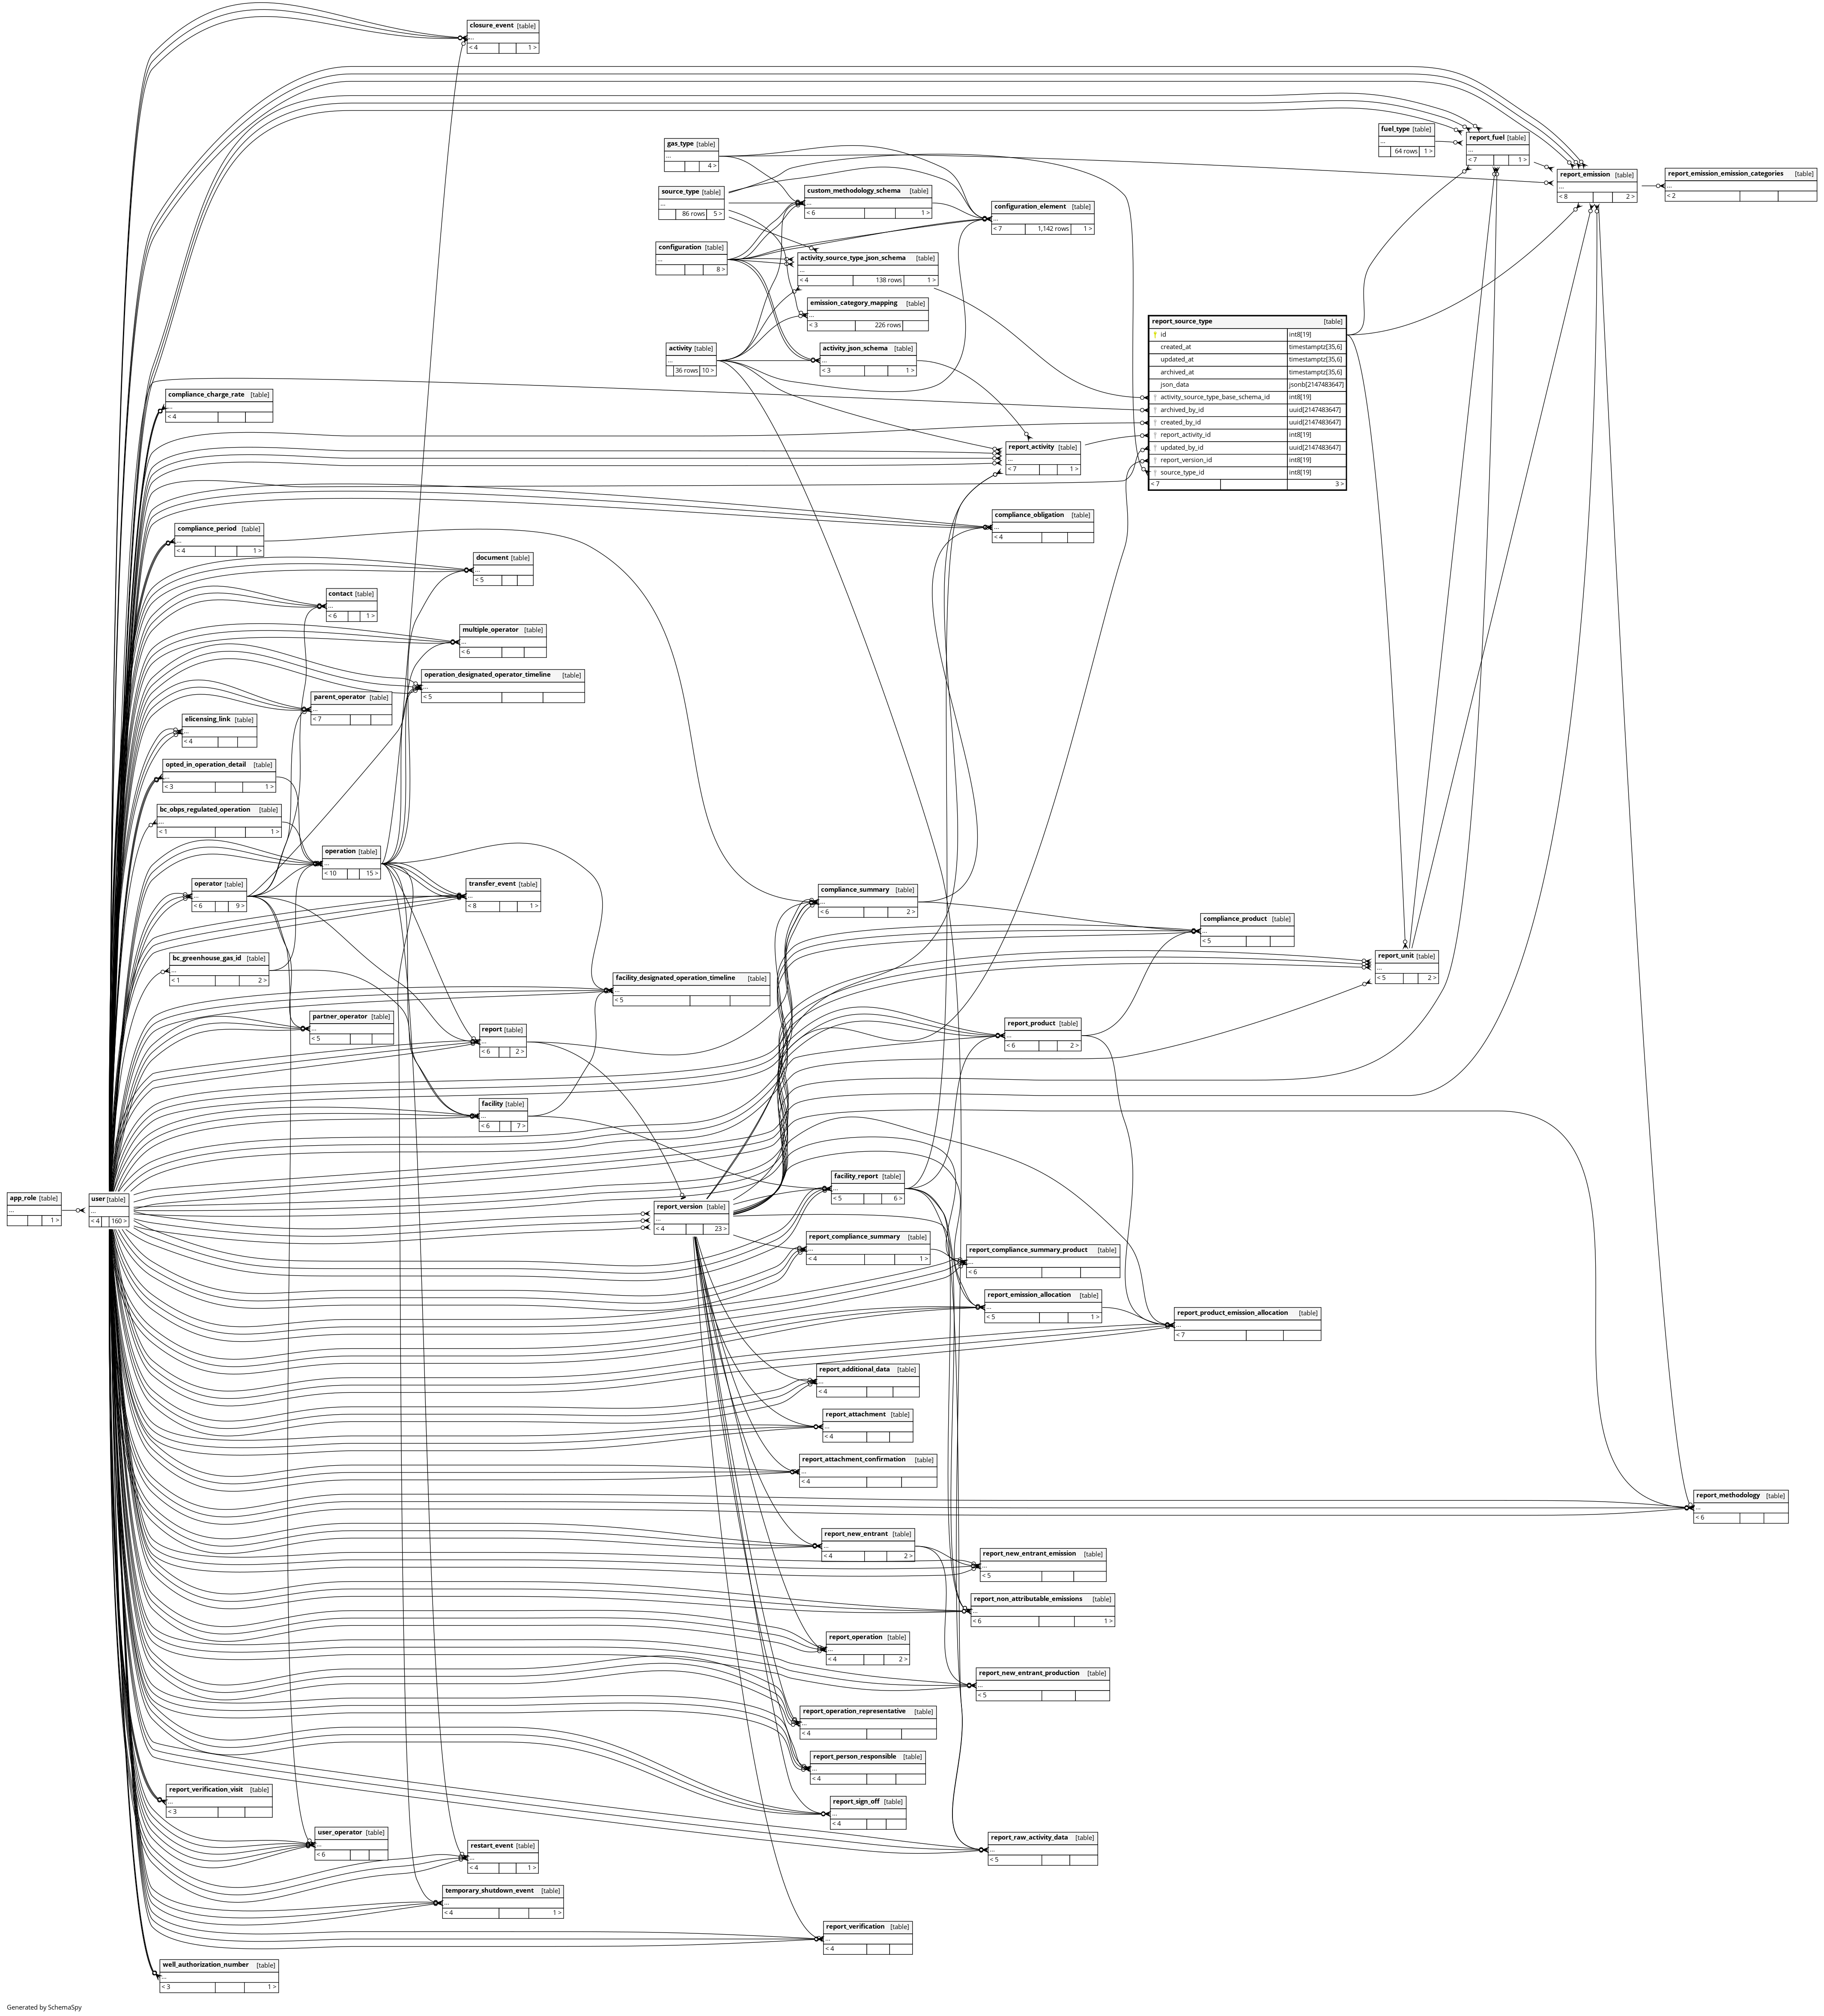 closure_event [table]
...
< 4 1 >
fuel_type [table]
...
64 rows 1 >
report_fuel [table]
...
< 7 1 >
gas_type [table]
...
4 >
report_emission [table]
...
< 8 2 >
report_emission_emission_categories [table]
...
< 2
source_type [table]
...
86 rows 5 >
custom_methodology_schema [table]
...
< 6 1 >
configuration_element [table]
...
< 7 1,142 rows 1 >
configuration [table]
...
8 >
activity_source_type_json_schema [table]
...
< 4 138 rows 1 >
emission_category_mapping [table]
...
< 3 226 rows
report_source_type [table]
id int8[19]
created_at timestamptz[35,6]
updated_at timestamptz[35,6]
archived_at timestamptz[35,6]
json_data jsonb[2147483647]
activity_source_type_base_schema_id int8[19]
archived_by_id uuid[2147483647]
created_by_id uuid[2147483647]
report_activity_id int8[19]
updated_by_id uuid[2147483647]
report_version_id int8[19]
source_type_id int8[19]
< 7 3 >
activity [table]
...
36 rows 10 >
activity_json_schema [table]
...
< 3 1 >
compliance_charge_rate [table]
...
< 4
report_activity [table]
...
< 7 1 >
compliance_obligation [table]
...
< 4
compliance_period [table]
...
< 4 1 >
document [table]
...
< 5
contact [table]
...
< 6 1 >
multiple_operator [table]
...
< 6
operation_designated_operator_timeline [table]
...
< 5
parent_operator [table]
...
< 7
elicensing_link [table]
...
< 4
opted_in_operation_detail [table]
...
< 3 1 >
bc_obps_regulated_operation [table]
...
< 1 1 >
operation [table]
...
< 10 15 >
operator [table]
...
< 6 9 >
transfer_event [table]
...
< 8 1 >
compliance_summary [table]
...
< 6 2 >
compliance_product [table]
...
< 5
bc_greenhouse_gas_id [table]
...
< 1 2 >
report_unit [table]
...
< 5 2 >
facility_designated_operation_timeline [table]
...
< 5
partner_operator [table]
...
< 5
report [table]
...
< 6 2 >
report_product [table]
...
< 6 2 >
facility [table]
...
< 6 7 >
facility_report [table]
...
< 5 6 >
app_role [table]
...
1 >
user [table]
...
< 4 160 >
report_version [table]
...
< 4 23 >
report_compliance_summary [table]
...
< 4 1 >
report_compliance_summary_product [table]
...
< 6
report_emission_allocation [table]
...
< 5 1 >
report_product_emission_allocation [table]
...
< 7
report_additional_data [table]
...
< 4
report_attachment [table]
...
< 4
report_attachment_confirmation [table]
...
< 4
report_methodology [table]
...
< 6
report_new_entrant [table]
...
< 4 2 >
report_new_entrant_emission [table]
...
< 5
report_non_attributable_emissions [table]
...
< 6 1 >
report_operation [table]
...
< 4 2 >
report_new_entrant_production [table]
...
< 5
report_operation_representative [table]
...
< 4
report_person_responsible [table]
...
< 4
report_verification_visit [table]
...
< 3
report_sign_off [table]
...
< 4
user_operator [table]
...
< 6
report_raw_activity_data [table]
...
< 5
restart_event [table]
...
< 4 1 >
temporary_shutdown_event [table]
...
< 4 1 >
report_verification [table]
...
< 4
well_authorization_number [table]
...
< 3 1 >
Generated by SchemaSpy